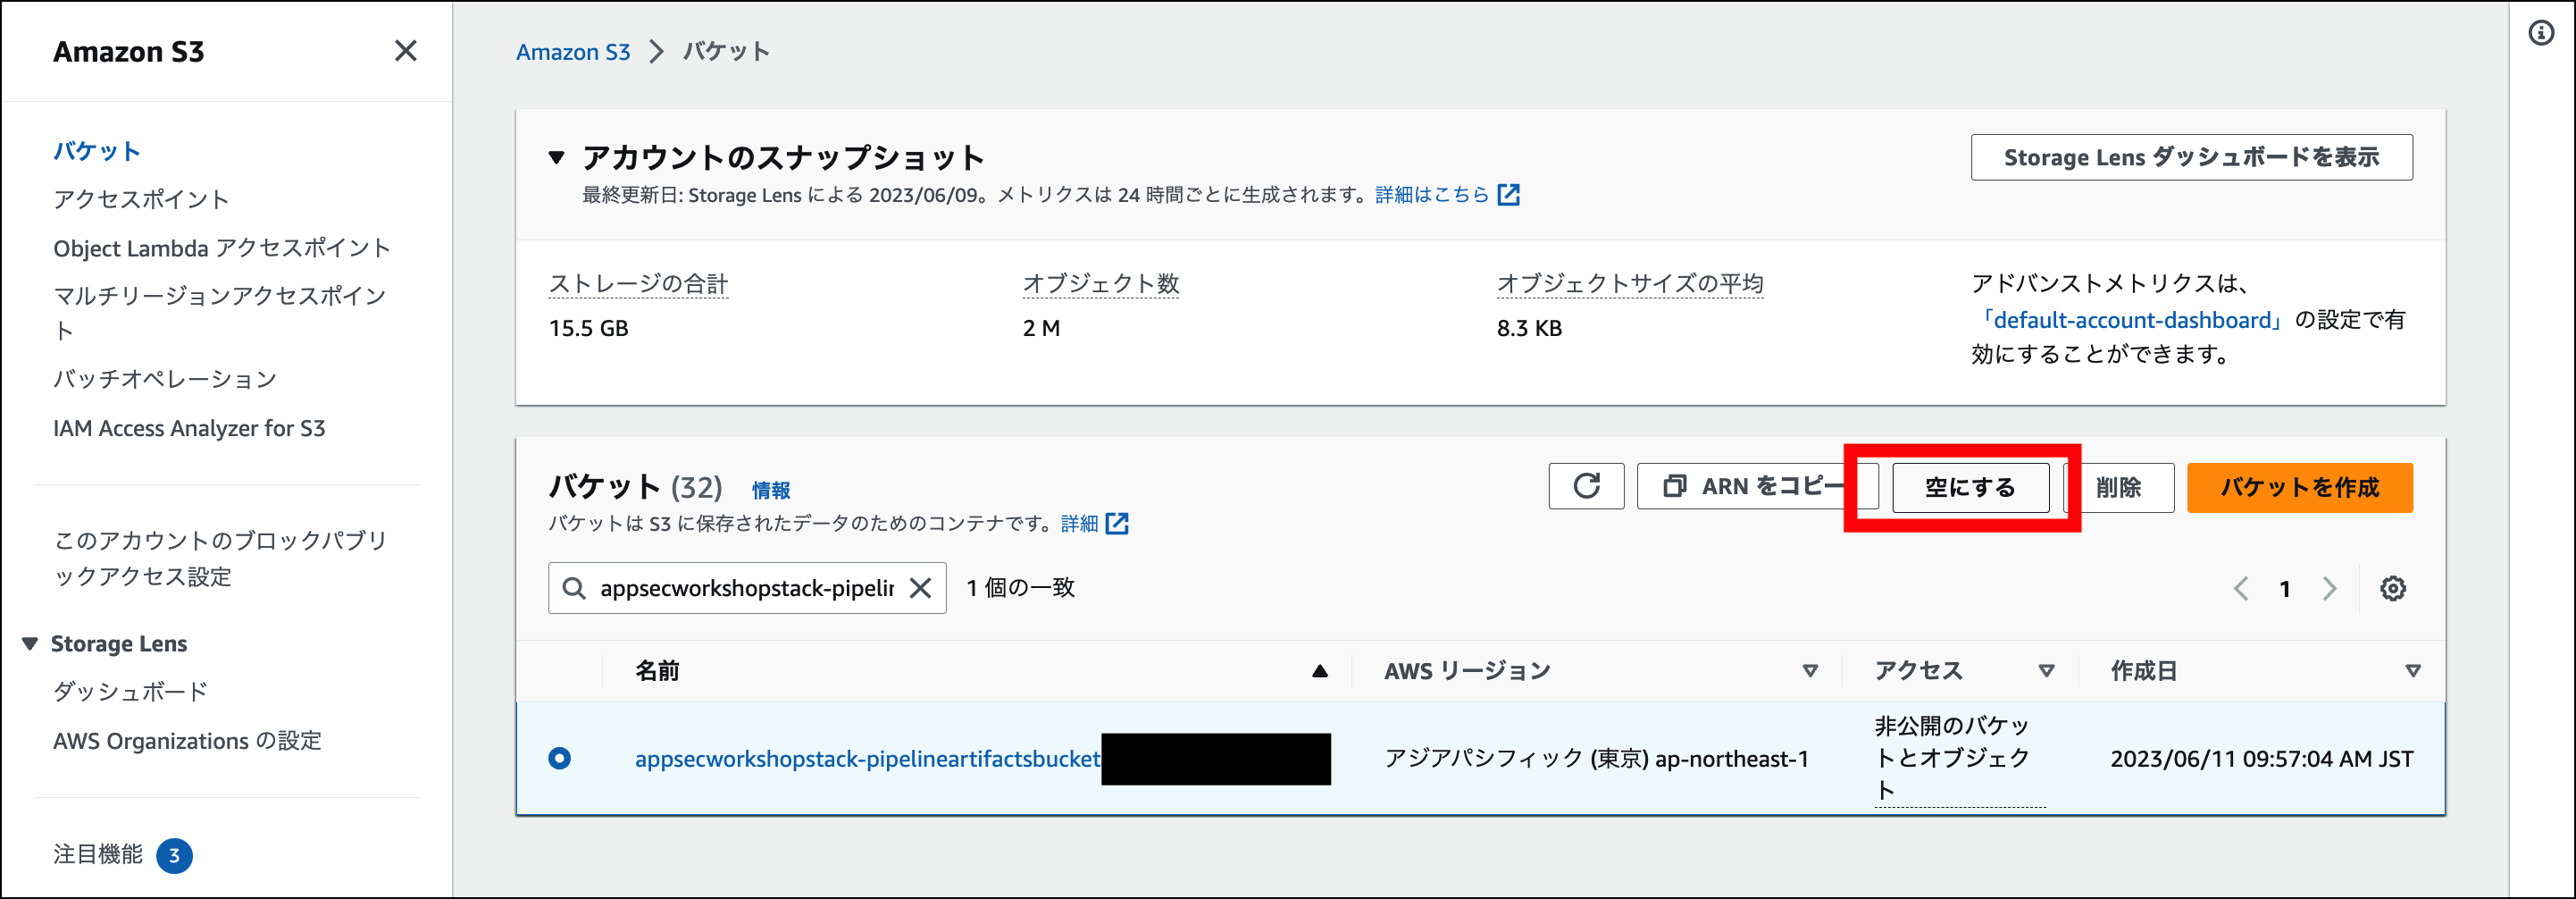 Amazon S3
バケット
アクセスポイント
Object Lambda アクセスポイント
マルチリージョンアクセスポイン
ト
バッチオペレーション
IAM Access Analyzer for S3
このアカウントのブロックパブリ
ックアクセス設定
Storage Lens
ダッシュボード
AWS Organizations の設定
注目機能 3
Amazon S3 バケット
アカウントのスナップショット
最終更新日: Storage Lens による 2023/06/09。メトリクスは 24 時間ごとに生成されます。詳細はこちら
Storage Lens ダッシュボードを表示
ストレージの合計
15.5 GB
オブジェクト数
2 M
オブジェクトサイズの平均
8.3 KB
アドバンストメトリクスは、
「default-account-dashboard」の設定で有
効にすることができます。
バケット (32) 情報
バケットは S3 に保存されたデータのためのコンテナです。詳細
ARN をコピー 空にする 削除 バケットを作成
appsecworkshopstack-pipelin 1 個の一致
1
名前 AWS リージョン アクセス 作成日
appsecworkshopstack-pipelineartifactsbucket アジアパシフィック (東京) ap-northeast-1
非公開のバケッ
トとオブジェク
ト
2023/06/11 09:57:04 AM JST